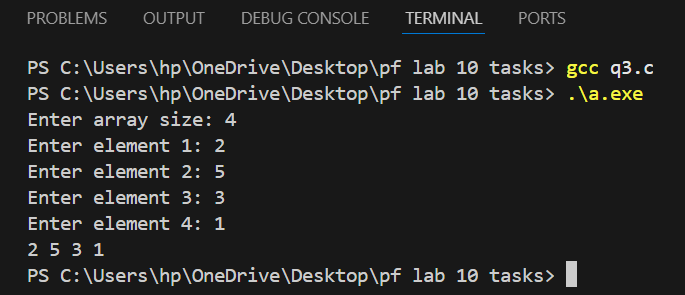 PROBLEMS OUTPUT DEBUG CONSOLE TERMINAL PORTS
PS C:\Users\hp\OneDrive\Desktop\pf lab 10 tasks> gcc q3.c
PS C:\Users\hp\OneDrive\Desktop\pf lab 10 tasks> .\a.exe
Enter array size: 4
Enter element 1: 2
Enter element 2: 5
Enter element 3: 3
Enter element 4: 1
2 5 3 1
PS C:\Users\hp\OneDrive\Desktop\pf lab 10 tasks>